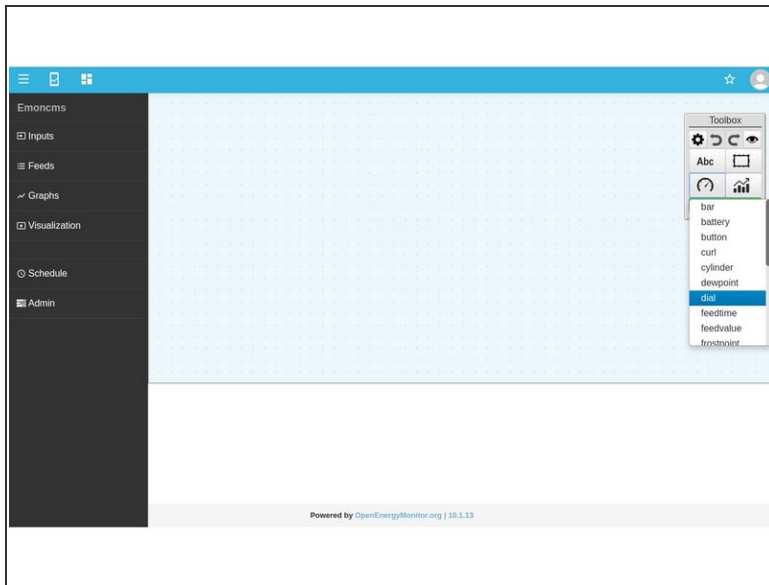 Emoncms
Inputs
Feeds
Graphs
Visualization
Schedule
Admin
Toolbox
Abc
bar
battery
button
curl
cylinder
dewpoint
dial
feedtime
feedvalue
frostpoint
Powered by OpenEnergyMonitor.org | 10.1.13